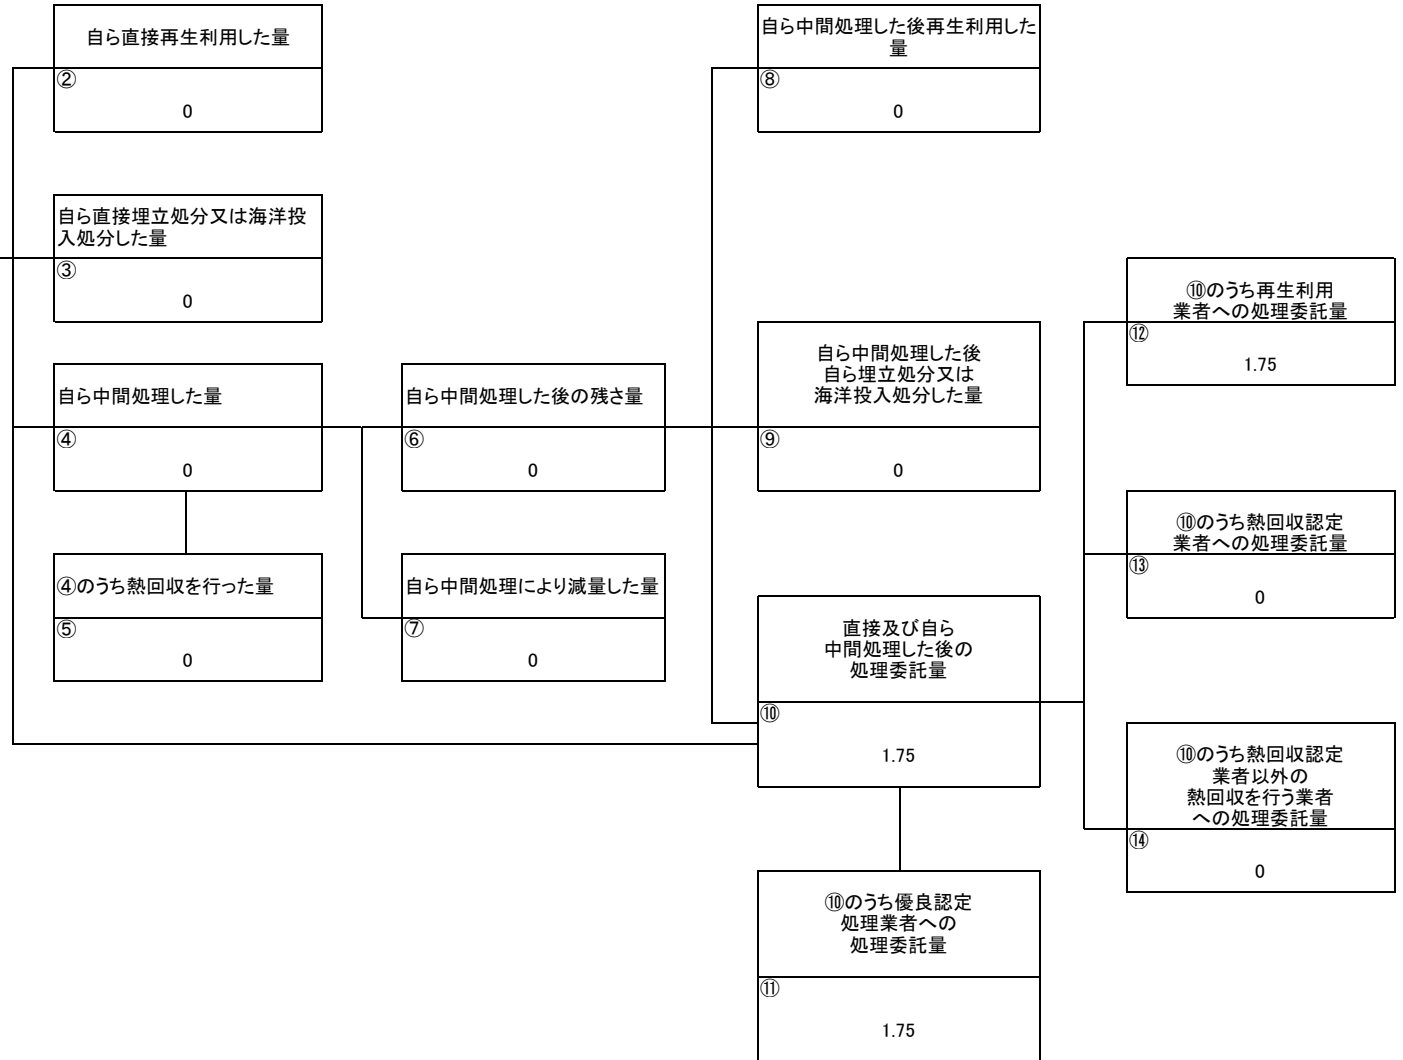 自ら直接再生利用した量
②
0
自ら直接埋立処分又は海洋投
入処分した量
③
0
自ら中間処理した量
④
0
④のうち熱回収を行った量
⑤
0
自ら中間処理した後の残さ量
⑥
0
自ら中間処理により減量した量
⑦
0
自ら中間処理した後再生利用した
量
⑧
0
自ら中間処理した後
自ら埋立処分又は
海洋投入処分した量
⑨
0
直接及び自ら
中間処理した後の
処理委託量
⑩
1.75
⑩のうち優良認定
処理業者への
処理委託量
⑪
1.75
⑩のうち再生利用
業者への処理委託量
⑫
1.75
⑩のうち熱回収認定
業者への処理委託量
⑬
0
⑩のうち熱回収認定
業者以外の
熱回収を行う業者
への処理委託量
⑭
0